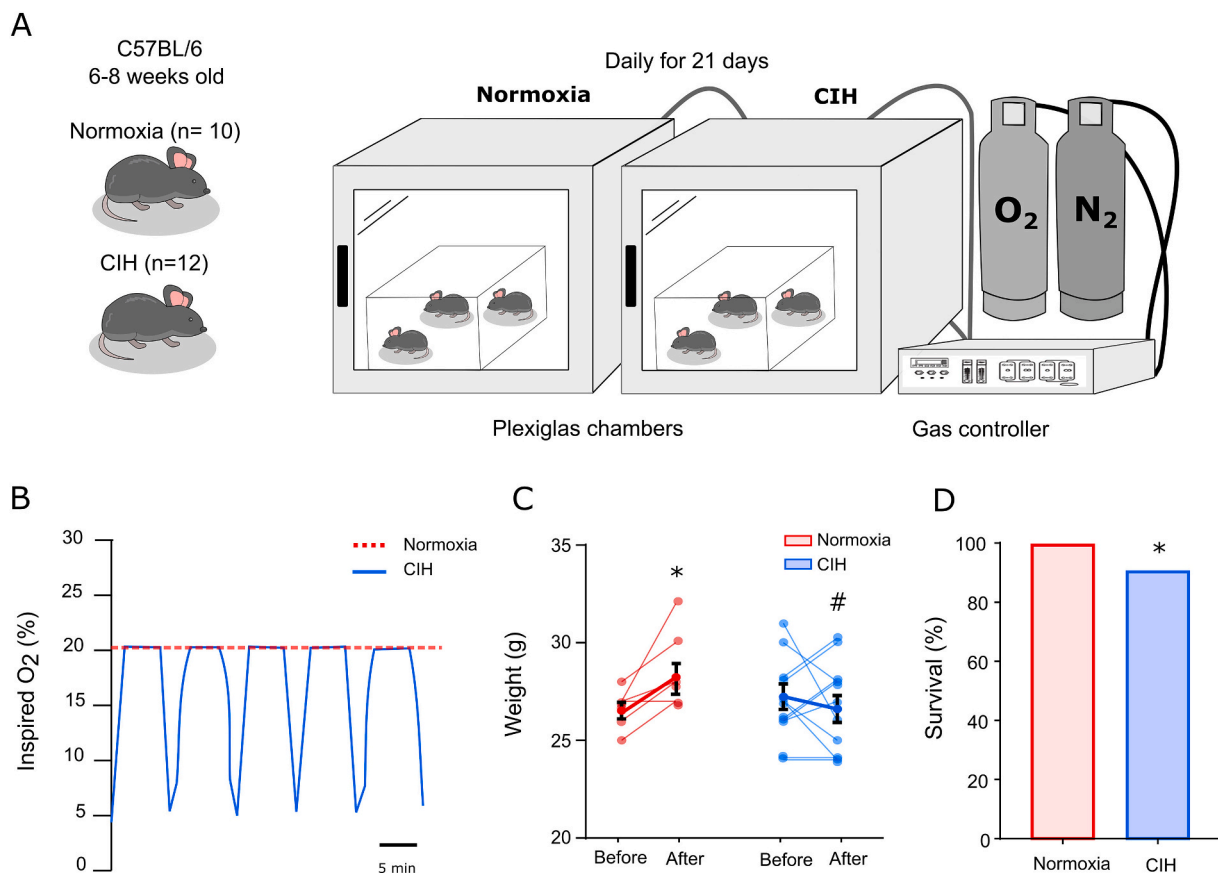 A
C57BL/6
6-8 weeks old
Normoxia (n= 10)
CIH (n=12)
Daily for 21 days
Normoxia
CIH
O2
N2
Plexiglas chambers
Gas controller
B
Inspired O2 (%)
30
25
20
15
10
5
0
Normoxia
CIH
5 min
C
Weight (g)
35
30
25
20
Normoxia
CIH
*
#
Before
After
Before
After
D
Survival (%)
100
80
60
40
20
0
*
Normoxia
CIH